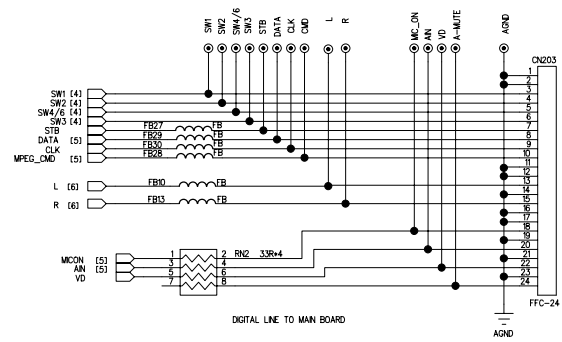 SW1
SW2
SW4/6
SW3
STB
DATA
CLK
CMD
L
R
MIC_ON
AIN
VD
A-MUTE
AGND
CN203
SW1 [4]
SW2 [4]
SW4/6 [4]
SW3 [4]
STB
DATA [5]
CLK
MPEG_CMD [5]
FB27 FB
FB29 FB
FB30 FB
FB28 FB
L [6] FB10 FB
R [6] FB13 FB
MICON [5]
AIN [5]
VD
1 2 RN2 33R*4
3 4
5 6
7 8
1
2
3
4
5
6
7
8
9
10
11
12
13
14
15
16
17
18
19
20
21
22
23
24
FFC-24
DIGITAL LINE TO MAIN BOARD
AGND